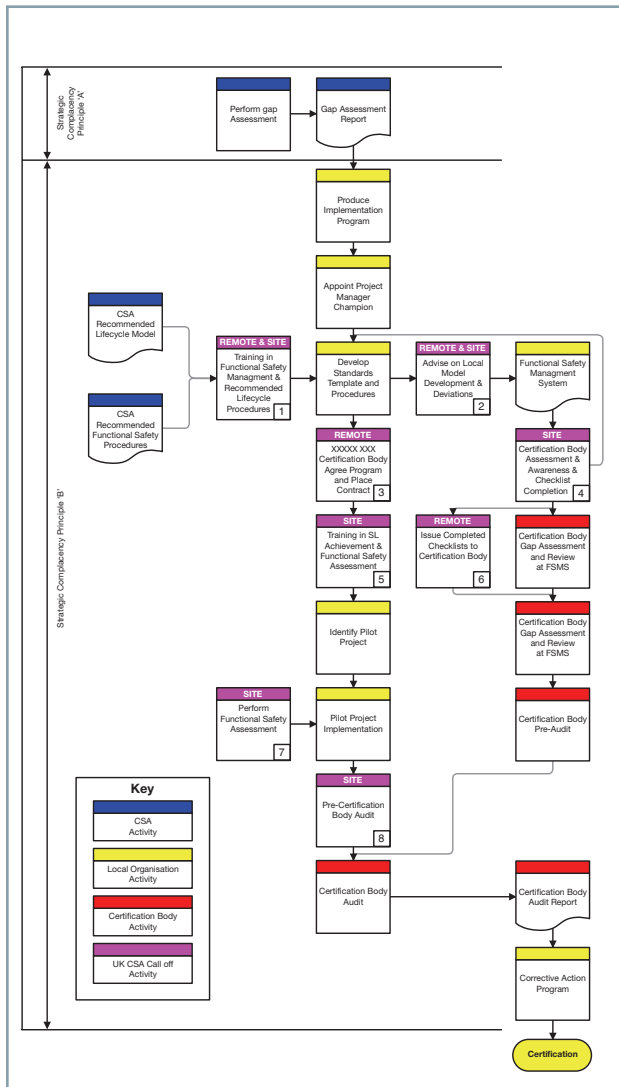 Strategic
Complacency
Principle 'A'
Perform gap
Assessment
Gap Assessment
Report
Strategic Complacency Principle 'B'
Produce
Implementation
Program
Appoint Project
Manager
Champion
CSA
Recommended
Lifecycle Model
CSA
Recommended
Functional Safety
Procedures
REMOTE & SITE
Training in
Functional Safety
Managment &
Recommended
Lifecycle
Procedures
1
Develop
Standards
Template and
Procedures
REMOTE & SITE
Advise on Local
Model
Development &
Deviations
2
Functional Safety
Managment
System
REMOTE
XXXXX XXX
Certification Body
Agree Program
and Place
Contract
3
SITE
Certification Body
Assessment &
Awareness &
Checklist
Completion
4
SITE
Training in SL
Achievement &
Functional Safety
Assessment
5
REMOTE
Issue Completed
Checklists to
Certification Body
6
Certification Body
Gap Assessment
and Review
at FSMS
Identify Pilot
Project
Certification Body
Gap Assessment
and Review
at FSMS
SITE
Perform
Functional Safety
Assessment
7
Pilot Project
Implementation
Certification Body
Pre-Audit
SITE
Pre-Certification
Body Audit
8
Certification Body
Audit
Certification Body
Audit Report
Corrective Action
Program
Certification
Key
CSA
Activity
Local Organisation
Activity
Certification Body
Activity
UK CSA Call off
Activity